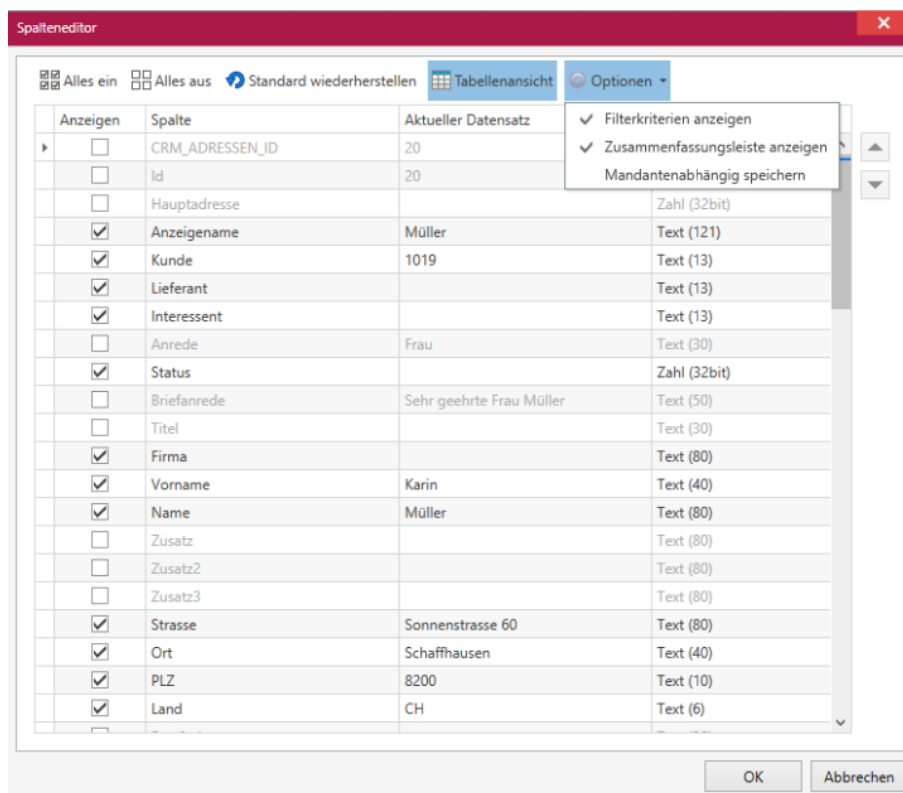 Spalteneditor
Alles ein Alles aus Standard wiederherstellen Tabellenansicht Optionen
Filterkriterien anzeigen
Zusammenfassungsleiste anzeigen
Mandantenabhängig speichern
Anzeigen Spalte Aktueller Datensatz
CRM_ADRESSEN_ID 20
Id 20
Hauptadresse Zahl (32bit)
Anzeigename Müller Text (121)
Kunde 1019 Text (13)
Lieferant Text (13)
Interessent Text (13)
Anrede Frau Text (30)
Status Zahl (32bit)
Briefanrede Sehr geehrte Frau Müller Text (50)
Titel Text (30)
Firma Text (80)
Vorname Karin Text (40)
Name Müller Text (80)
Zusatz Text (80)
Zusatz2 Text (80)
Zusatz3 Text (80)
Strasse Sonnenstrasse 60 Text (80)
Ort Schaffhausen Text (40)
PLZ 8200 Text (10)
Land CH Text (6)
OK Abbrechen